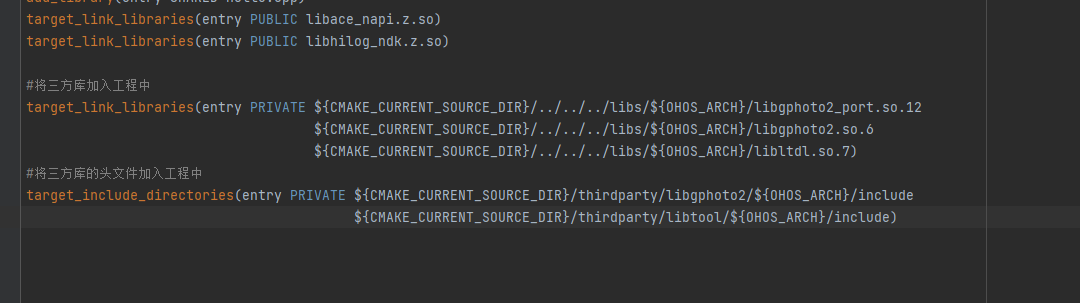 target_link_libraries(entry PUBLIC libace_napi.z.so)
target_link_libraries(entry PUBLIC libhilog_ndk.z.so)
#将三方库加入工程中
target_link_libraries(entry PRIVATE ${CMAKE_CURRENT_SOURCE_DIR}/../../../libs/${OHOS_ARCH}/libgphoto2_port.so.12
${CMAKE_CURRENT_SOURCE_DIR}/../../../libs/${OHOS_ARCH}/libgphoto2.so.6
${CMAKE_CURRENT_SOURCE_DIR}/../../../libs/${OHOS_ARCH}/libltdl.so.7)
#将三方库的头文件加入工程中
target_include_directories(entry PRIVATE ${CMAKE_CURRENT_SOURCE_DIR}/thirdparty/libgphoto2/${OHOS_ARCH}/include
${CMAKE_CURRENT_SOURCE_DIR}/thirdparty/libtool/${OHOS_ARCH}/include)